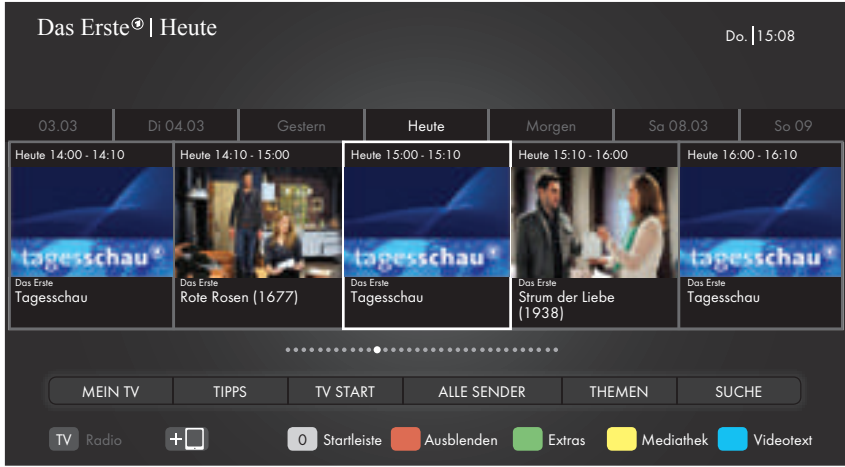 Das Erste | Heute
Do. 15:08
03.03 Di 04.03 Gestern Heute Morgen Sa 08.03 So 09
Heute 14:00 - 14:10 Heute 14:10 - 15:00 Heute 15:00 - 15:10 Heute 15:10 - 16:00 Heute 16:00 - 16:10
tagesschau tagesschau tagesschau
Das Erste Das Erste Das Erste Das Erste Das Erste
Tagesschau Rote Rosen (1677) Tagesschau Strum der Liebe Tagesschau
(1938)
MEIN TV TIPPS TV START ALLE SENDER THEMEN SUCHE
TV Radio + 0 Startleiste Ausblenden Extras Mediathek Videotext